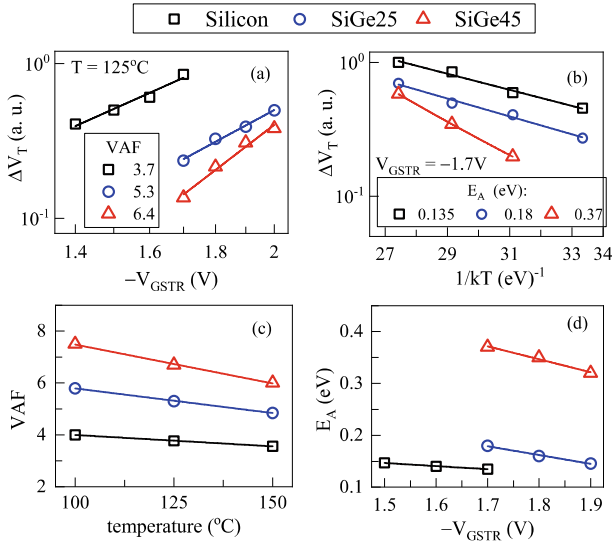 Silicon SiGe25 SiGe45
T = 125°C (a)
ΔV_T (a. u.)
10⁰
10⁻¹
VAF
3.7
5.3
6.4
1.4 1.6 1.8 2
−V_GSTR (V)
(b)
ΔV_T (a. u.)
10⁰
10⁻¹
V_GSTR = −1.7V
E_A (eV):
0.135 0.18 0.37
27 28 29 30 31 32 33 34
1/kT (eV)⁻¹
(c)
VAF
8
6
4
2
100 125 150
temperature (°C)
(d)
E_A (eV)
0.4
0.3
0.2
0.1
1.5 1.6 1.7 1.8 1.9
−V_GSTR (V)